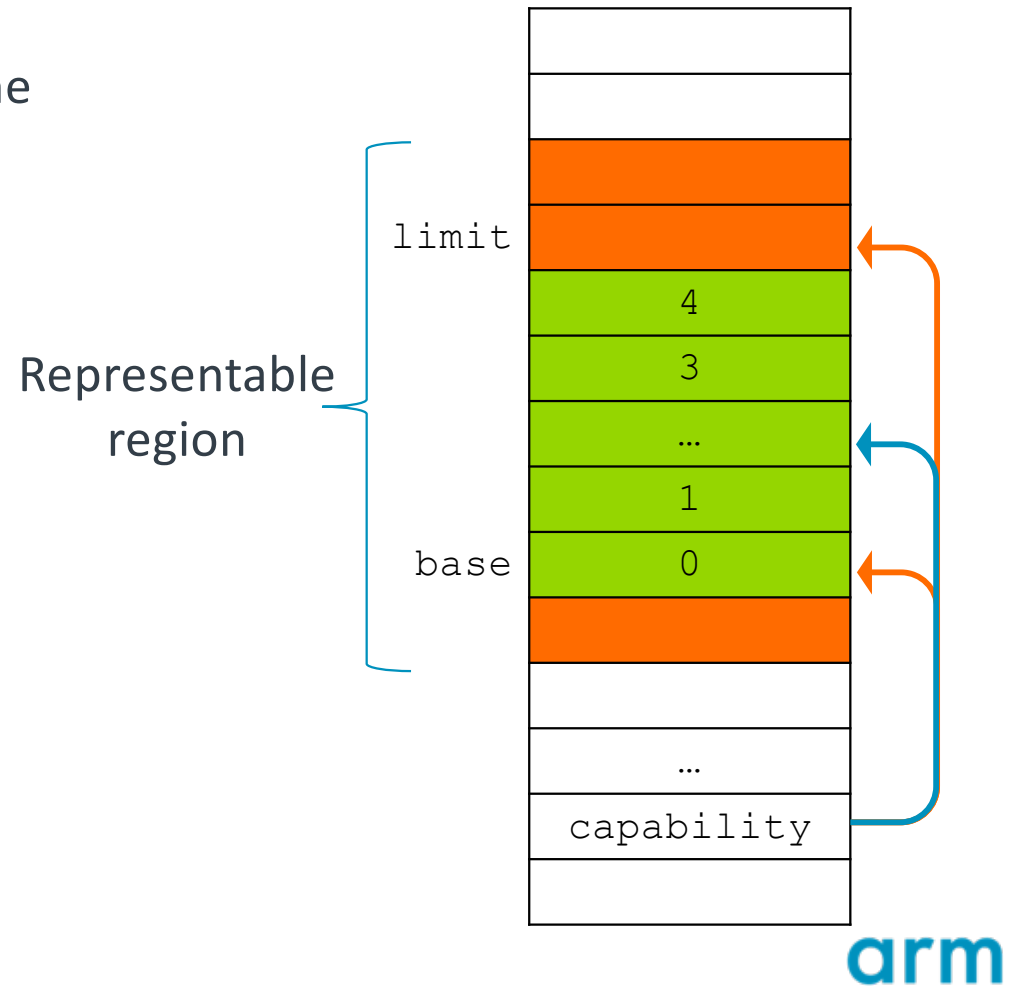 limit
4
3
Representable
region
…
1
base
0
…
capability
arm